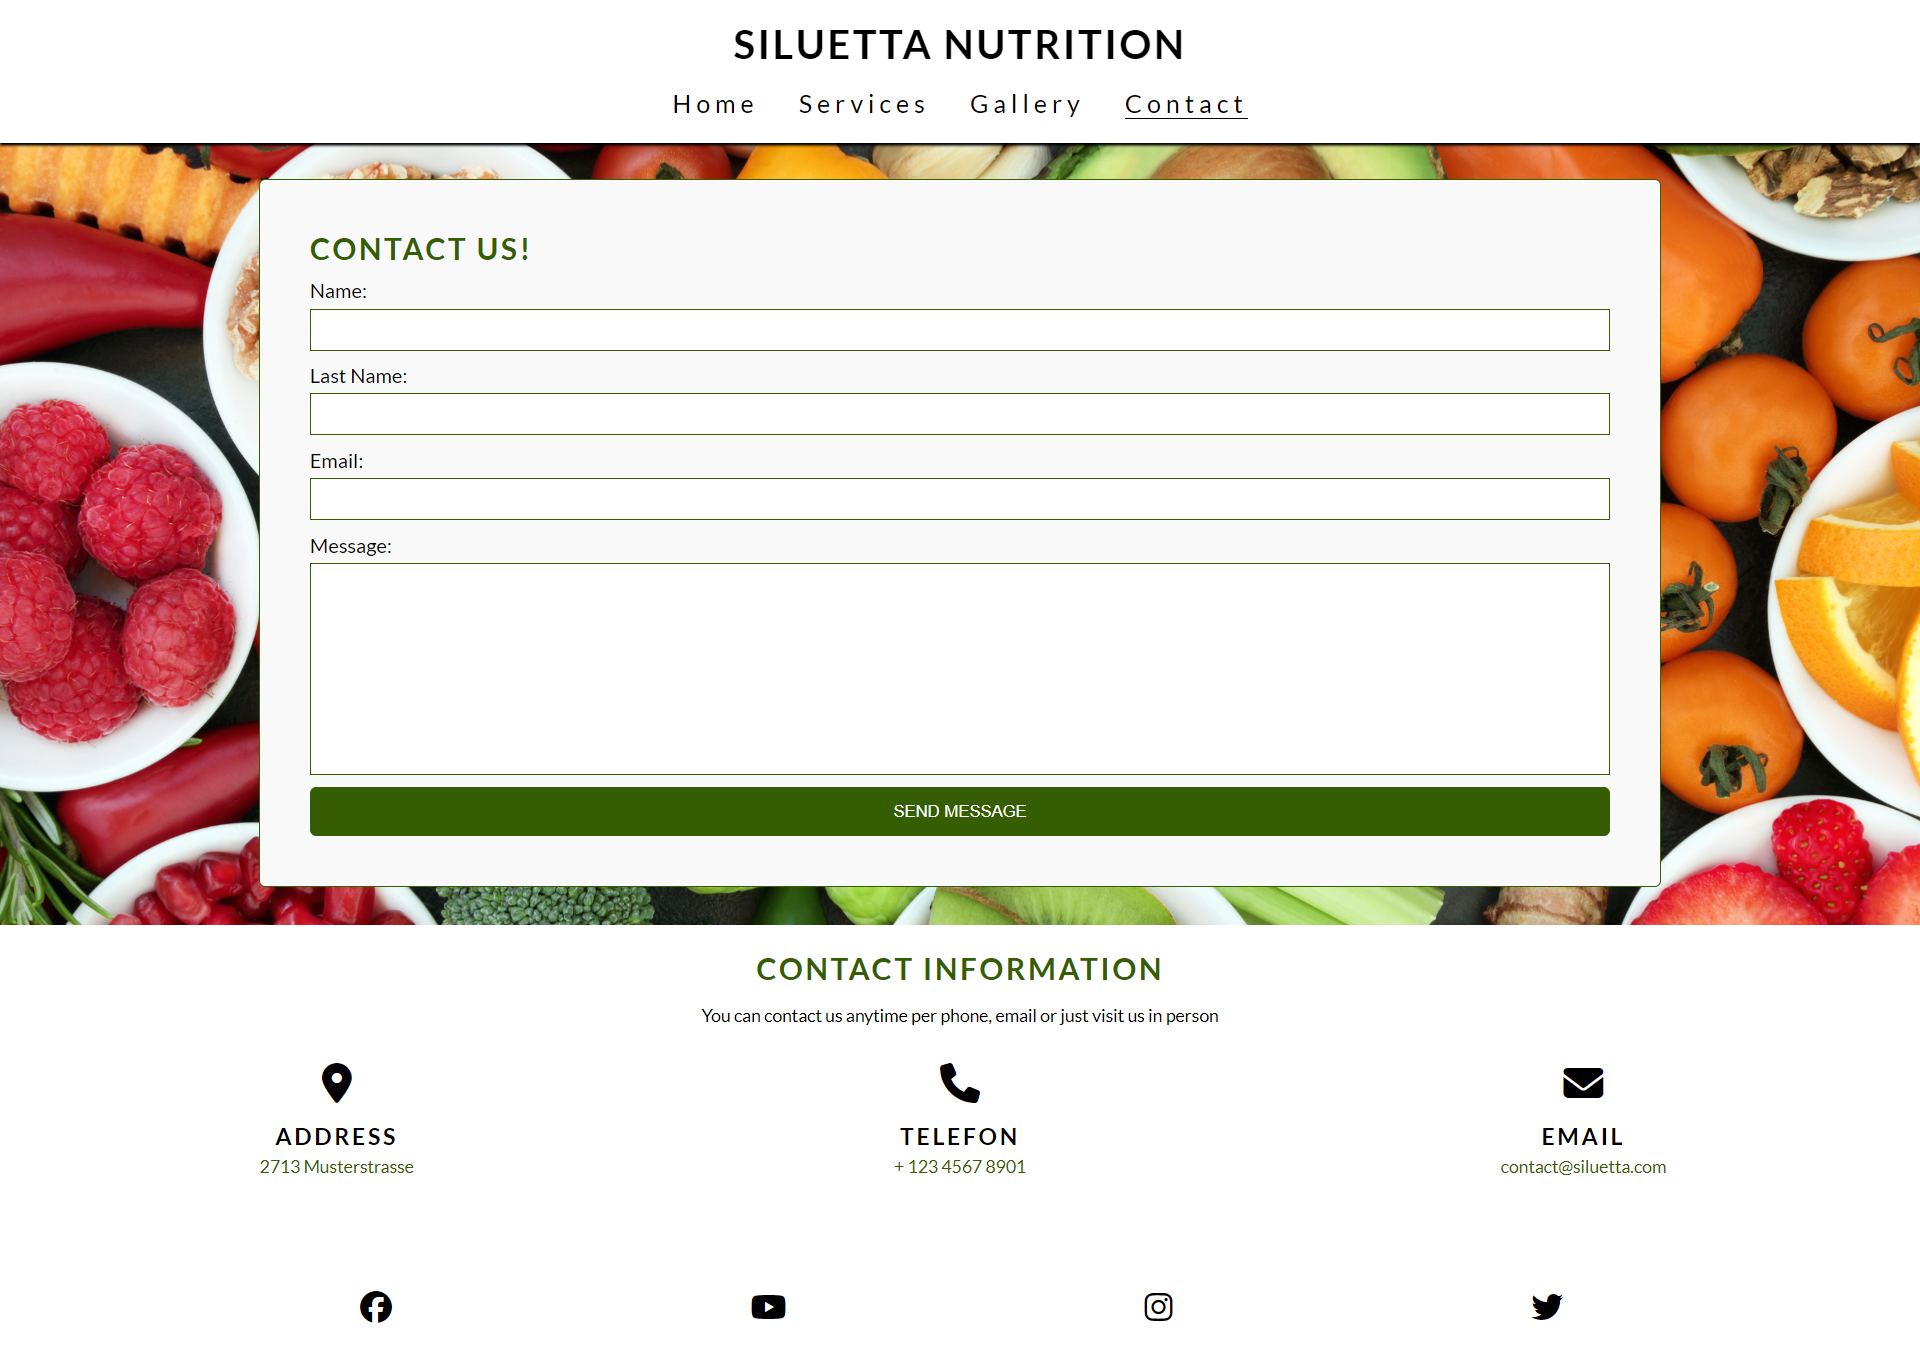 SILUETTA NUTRITION
Home Services Gallery Contact
CONTACT US!
Name:
Last Name:
Email:
Message:
SEND MESSAGE
CONTACT INFORMATION
You can contact us anytime per phone, email or just visit us in person
ADDRESS
2713 Musterstrasse
TELEFON
+ 123 4567 8901
EMAIL
contact@siluetta.com